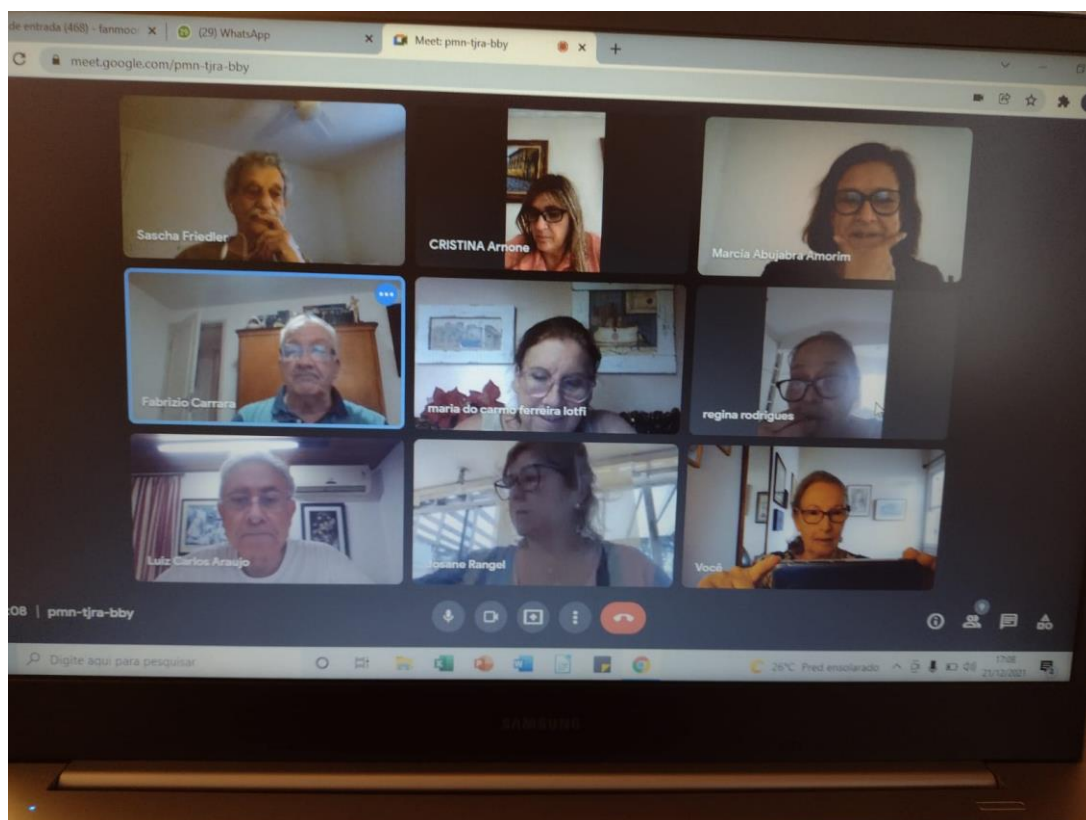 de entrada (468) - fanmoo
(29) WhatsApp
Meet: pmn-tjra-bby
meet.google.com/pmn-tjra-bby
Sascha Friedler
CRISTINA Arnone
Marcia Abujabra Amorim
Fabrizio Carrara
maria do carmo ferreira lotfi
regina rodrigues
Luiz Carlos Araujo
Josane Rangel
Você
:08 | pmn-tjra-bby
9
Digite aqui para pesquisar
26°C Pred ensolarado
17:08
21/12/2021
SAMSUNG